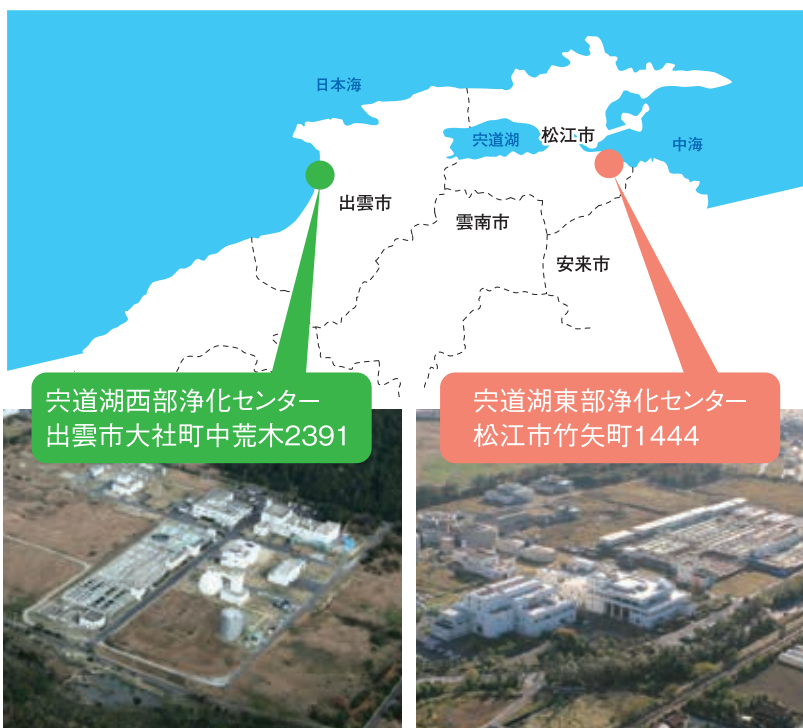 日本海
宍道湖
松江市
中海
出雲市
雲南市
安来市
宍道湖西部浄化センター
出雲市大社町中荒木2391
宍道湖東部浄化センター
松江市竹矢町1444